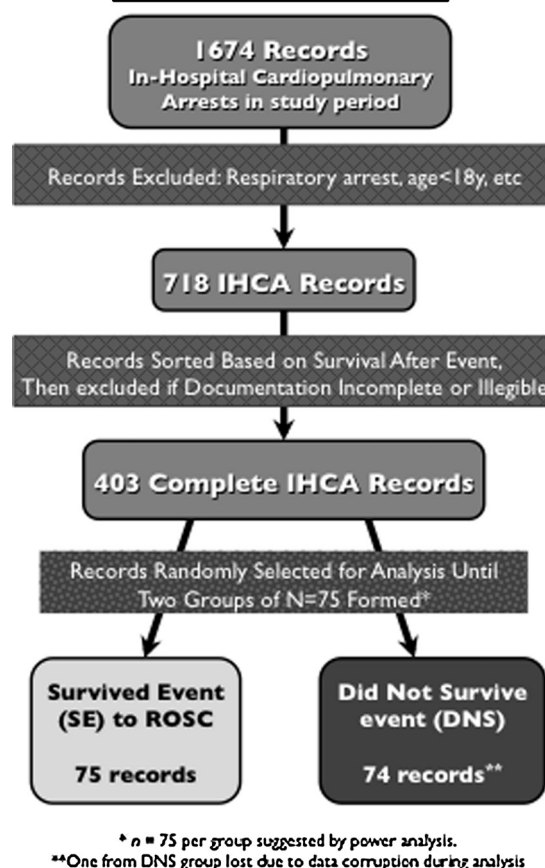 1674 Records
In-Hospital Cardiopulmonary
Arrests in study period
Records Excluded: Respiratory arrest, age<18y, etc
718 IHCA Records
Records Sorted Based on Survival After Event,
Then excluded if Documentation Incomplete or Illegible
403 Complete IHCA Records
Records Randomly Selected for Analysis Until
Two Groups of N=75 Formed*
Survived Event
(SE) to ROSC
75 records
Did Not Survive
event (DNS)
74 records**
* n = 75 per group suggested by power analysis.
**One from DNS group lost due to data corruption during analysis